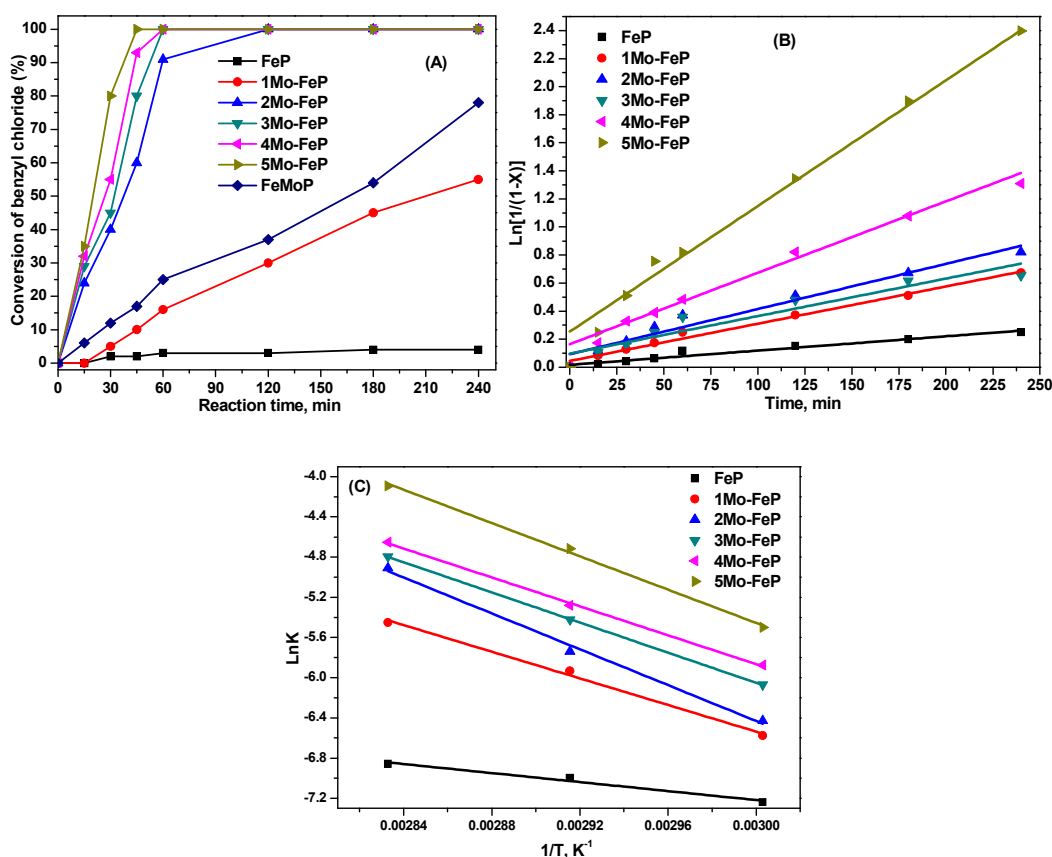 Conversion of benzyl chloride (%)
100
90
80
70
60
50
40
30
20
10
0
(A)
FeP
1Mo-FeP
2Mo-FeP
3Mo-FeP
4Mo-FeP
5Mo-FeP
FeMoP
0 30 60 90 120 150 180 210 240
Reaction time, min
Ln[1/(1-X)]
2.4
2.2
2.0
1.8
1.6
1.4
1.2
1.0
0.8
0.6
0.4
0.2
0.0
(B)
FeP
1Mo-FeP
2Mo-FeP
3Mo-FeP
4Mo-FeP
5Mo-FeP
0 25 50 75 100 125 150 175 200 225 250
Time, min
LnK
-4.0
-4.4
-4.8
-5.2
-5.6
-6.0
-6.4
-6.8
-7.2
(C)
FeP
1Mo-FeP
2Mo-FeP
3Mo-FeP
4Mo-FeP
5Mo-FeP
0.00284 0.00288 0.00292 0.00296 0.00300
1/T, K⁻¹